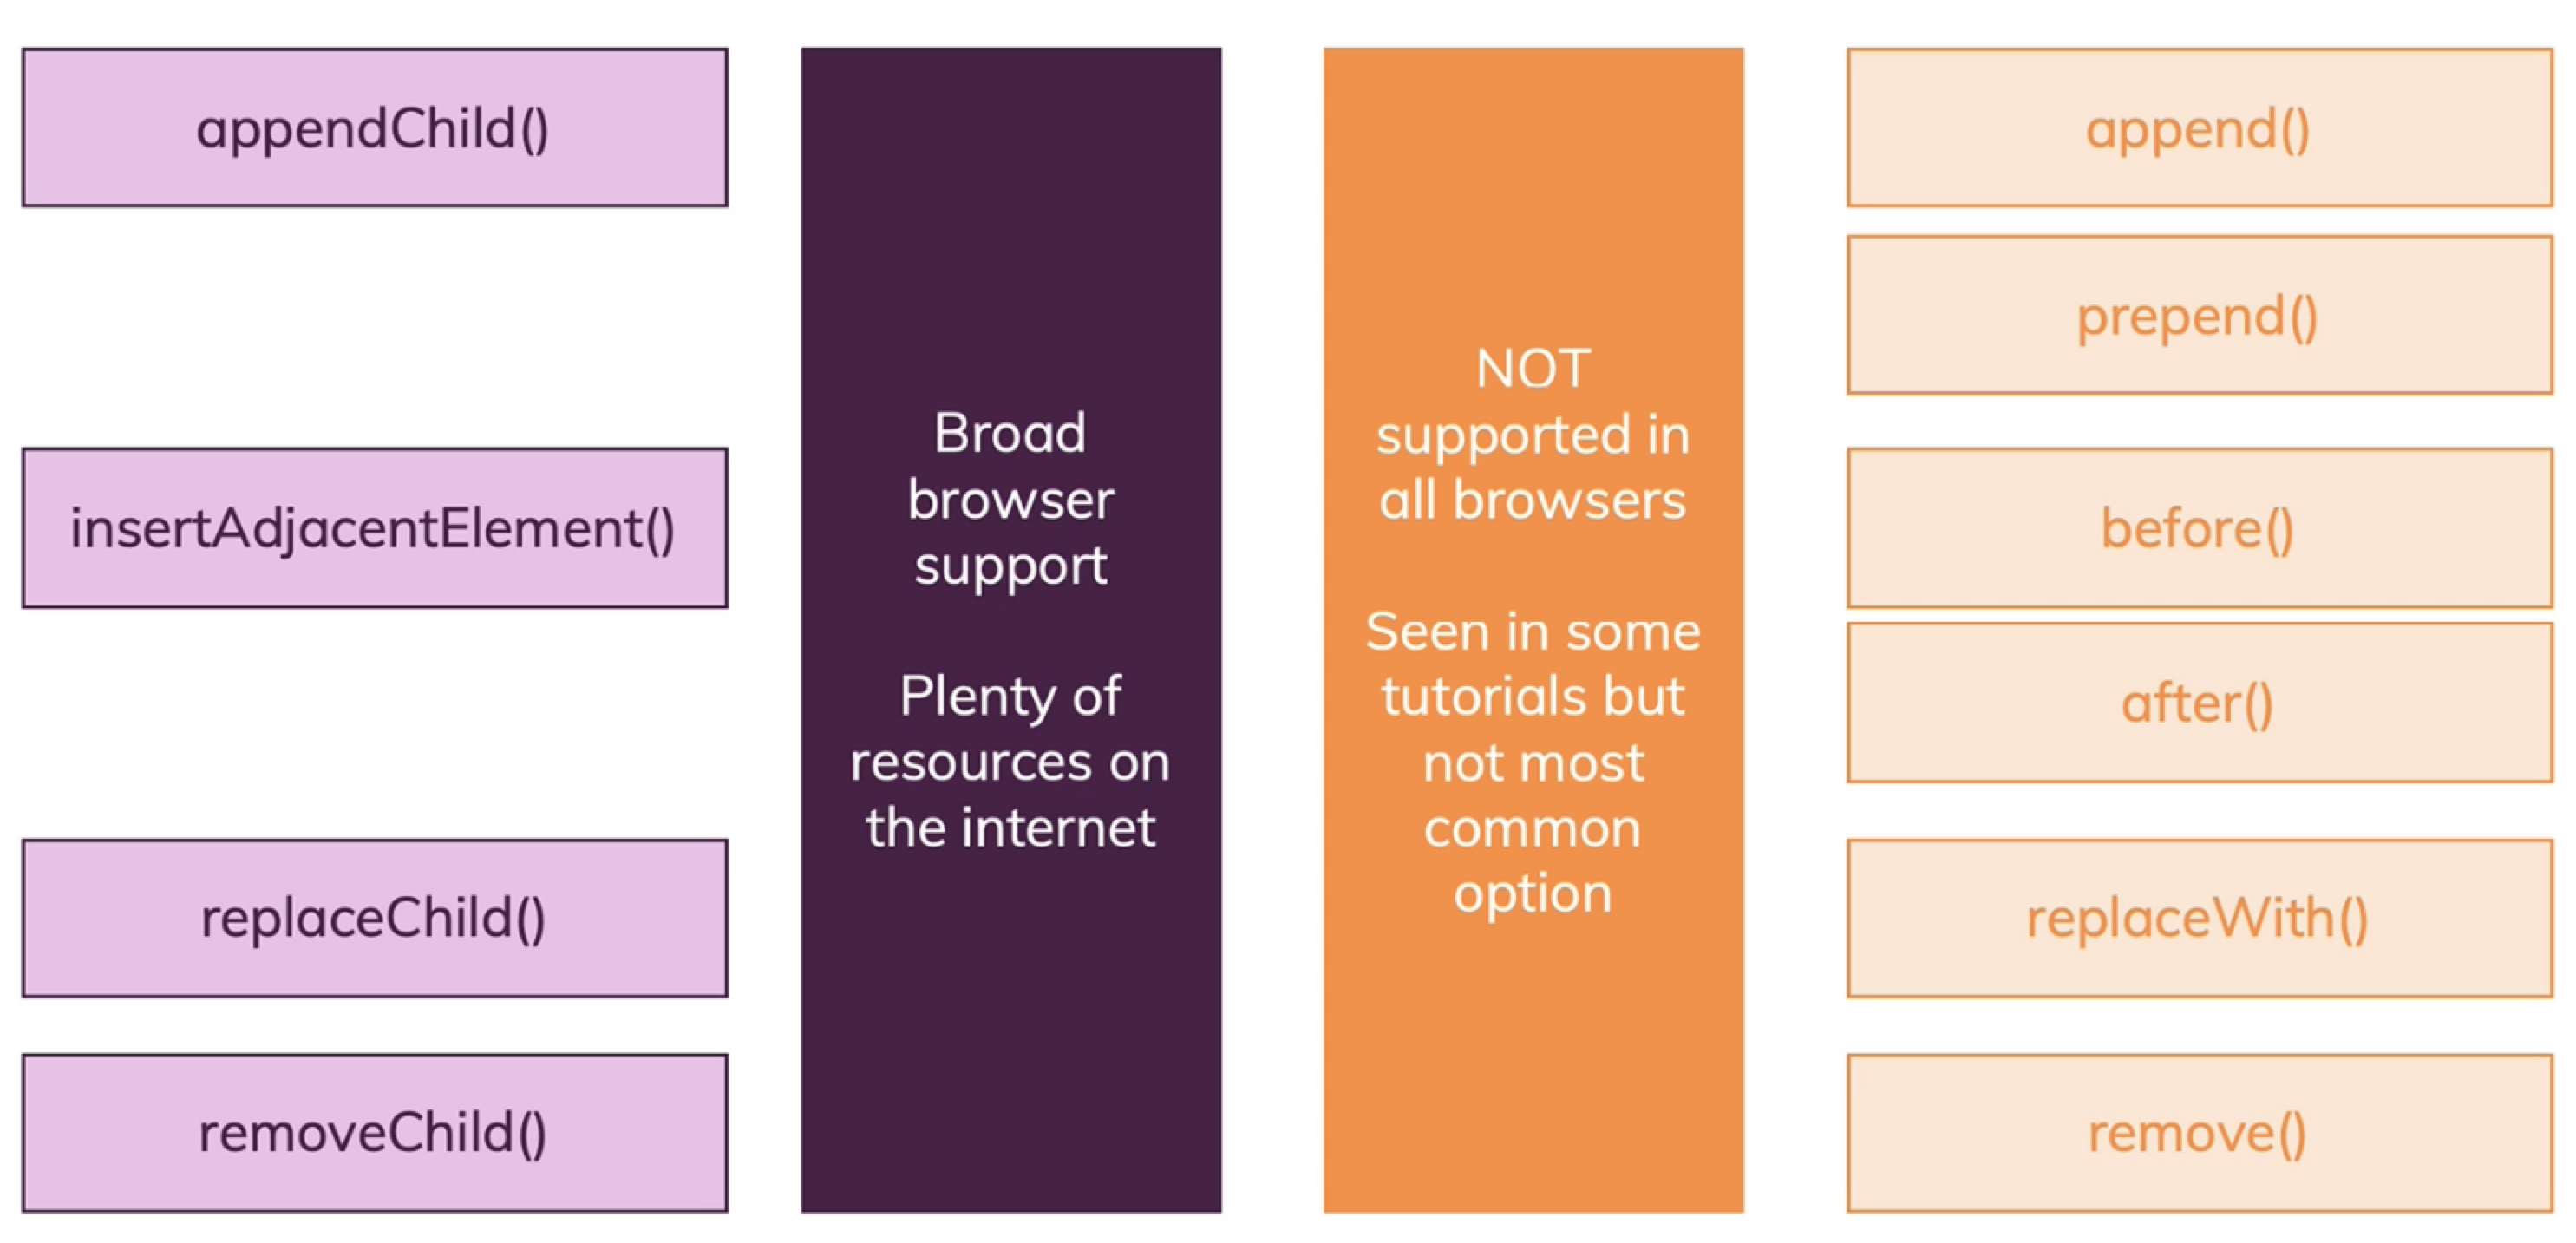 appendChild()
insertAdjacentElement()
replaceChild()
removeChild()
Broad
browser
support
Plenty of
resources on
the internet
NOT
supported in
all browsers
Seen in some
tutorials but
not most
common
option
append()
prepend()
before()
after()
replaceWith()
remove()